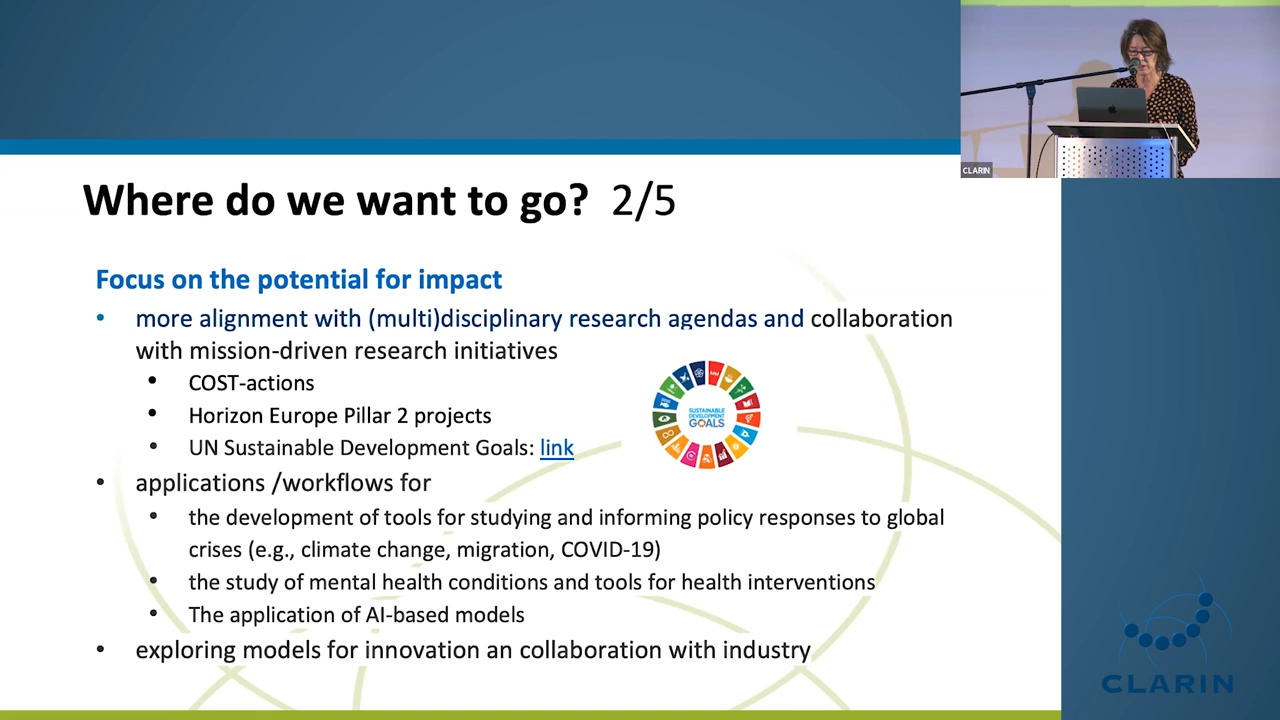 CLARIN
Where do we want to go? 2/5
Focus on the potential for impact
• more alignment with (multi)disciplinary research agendas and collaboration
with mission-driven research initiatives
• COST-actions
• Horizon Europe Pillar 2 projects
• UN Sustainable Development Goals: link
SUSTAINABLE
DEVELOPMENT
GOALS
• applications /workflows for
• the development of tools for studying and informing policy responses to global
crises (e.g., climate change, migration, COVID-19)
• the study of mental health conditions and tools for health interventions
• The application of AI-based models
• exploring models for innovation an collaboration with industry
CLARIN